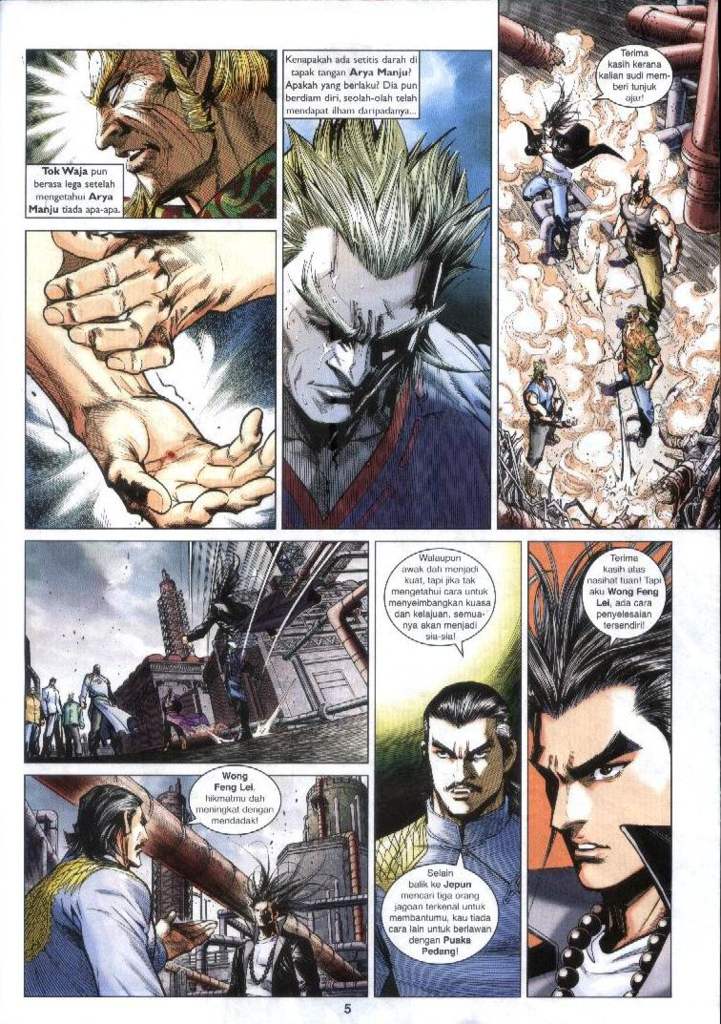 Tok Waja pun
berasa lega setelah
mengetahui Arya
Manju tiada apa-apa.
Kenapakah ada setitis darah di
tapak tangan Arya Manju?
Apakah yang berlaku? Dia pun
berdiam diri, seolah-olah telah
mendapat ilham daripadanya...
Terima
kasih kerana
kalian sudi mem-
beri tunjuk
ajar!
Wong
Feng Lei,
hikmatmu dah
meningkat dengan
mendadak!
Walaupun
awak dah menjadi
kuat, tapi jika tak
mengetahui cara untuk
menyeimbangkan kuasa
dan kelajuan, semua-
nya akan menjadi
sia-sia!
Selain
balik ke Jepun
mencari tiga orang
jagoan terkenal untuk
membantumu, kau tiada
cara lain untuk berlawan
dengan Puaka
Pedang!
Terima
kasih atas
nasihat tuan! Tapi
aku Wong Feng
Lei, ada cara
penyelesaian
tersendiri!
5